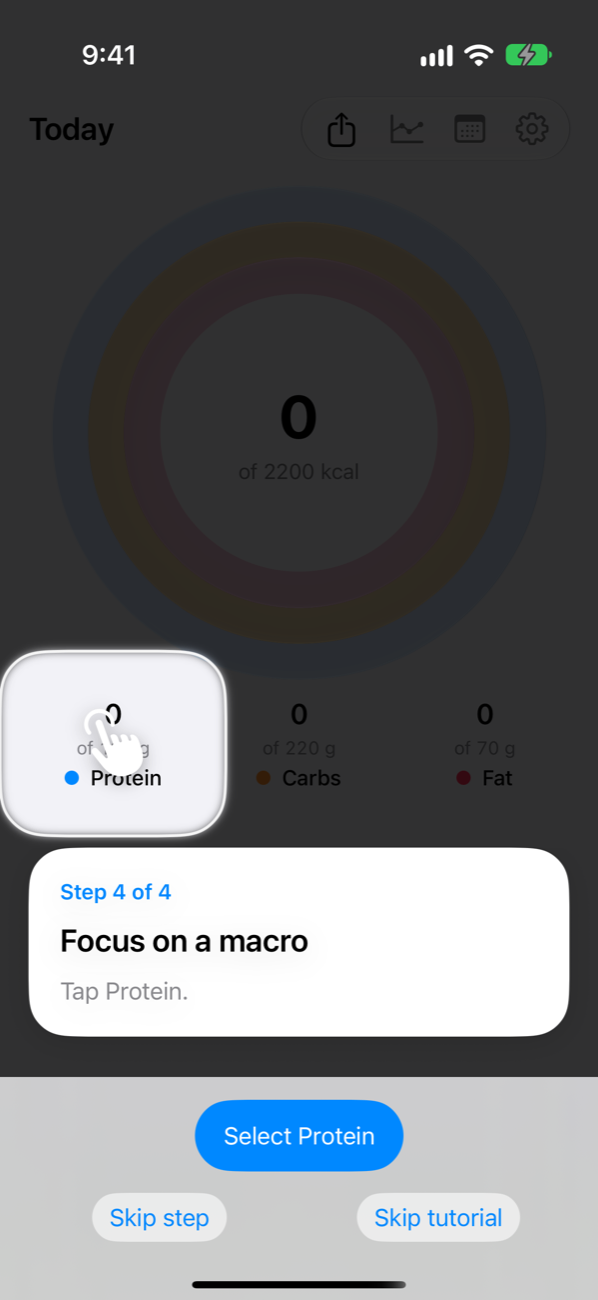 9:41
Today
0
of 2200 kcal
0
of g
Protein
0
of 220 g
Carbs
0
of 70 g
Fat
Step 4 of 4
Focus on a macro
Tap Protein.
Select Protein
Skip step
Skip tutorial